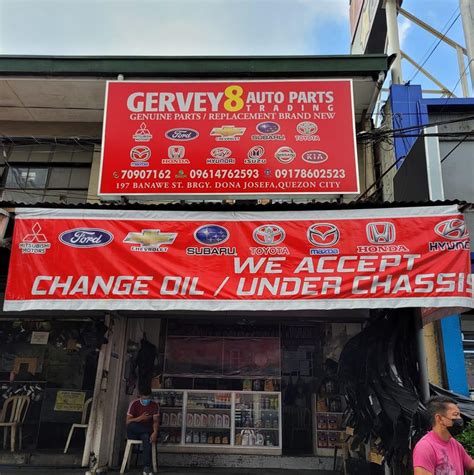 GERVEY8 AUTO PARTS
TRADING
GENUINE PARTS / REPLACEMENT BRAND NEW
MITSUBISHI Ford CHEVROLET SUBARU TOYOTA
mazda HONDA HYUNDAI ISUZU KIA
70907162 09614762593 09178602523
197 BANAWE ST. BRGY. DONA JOSEFA, QUEZON CITY
MITSUBISHI MOTORS Ford CHEVROLET SUBARU TOYOTA mazda HONDA HYUNDAI
WE ACCEPT
CHANGE OIL / UNDER CHASSIS